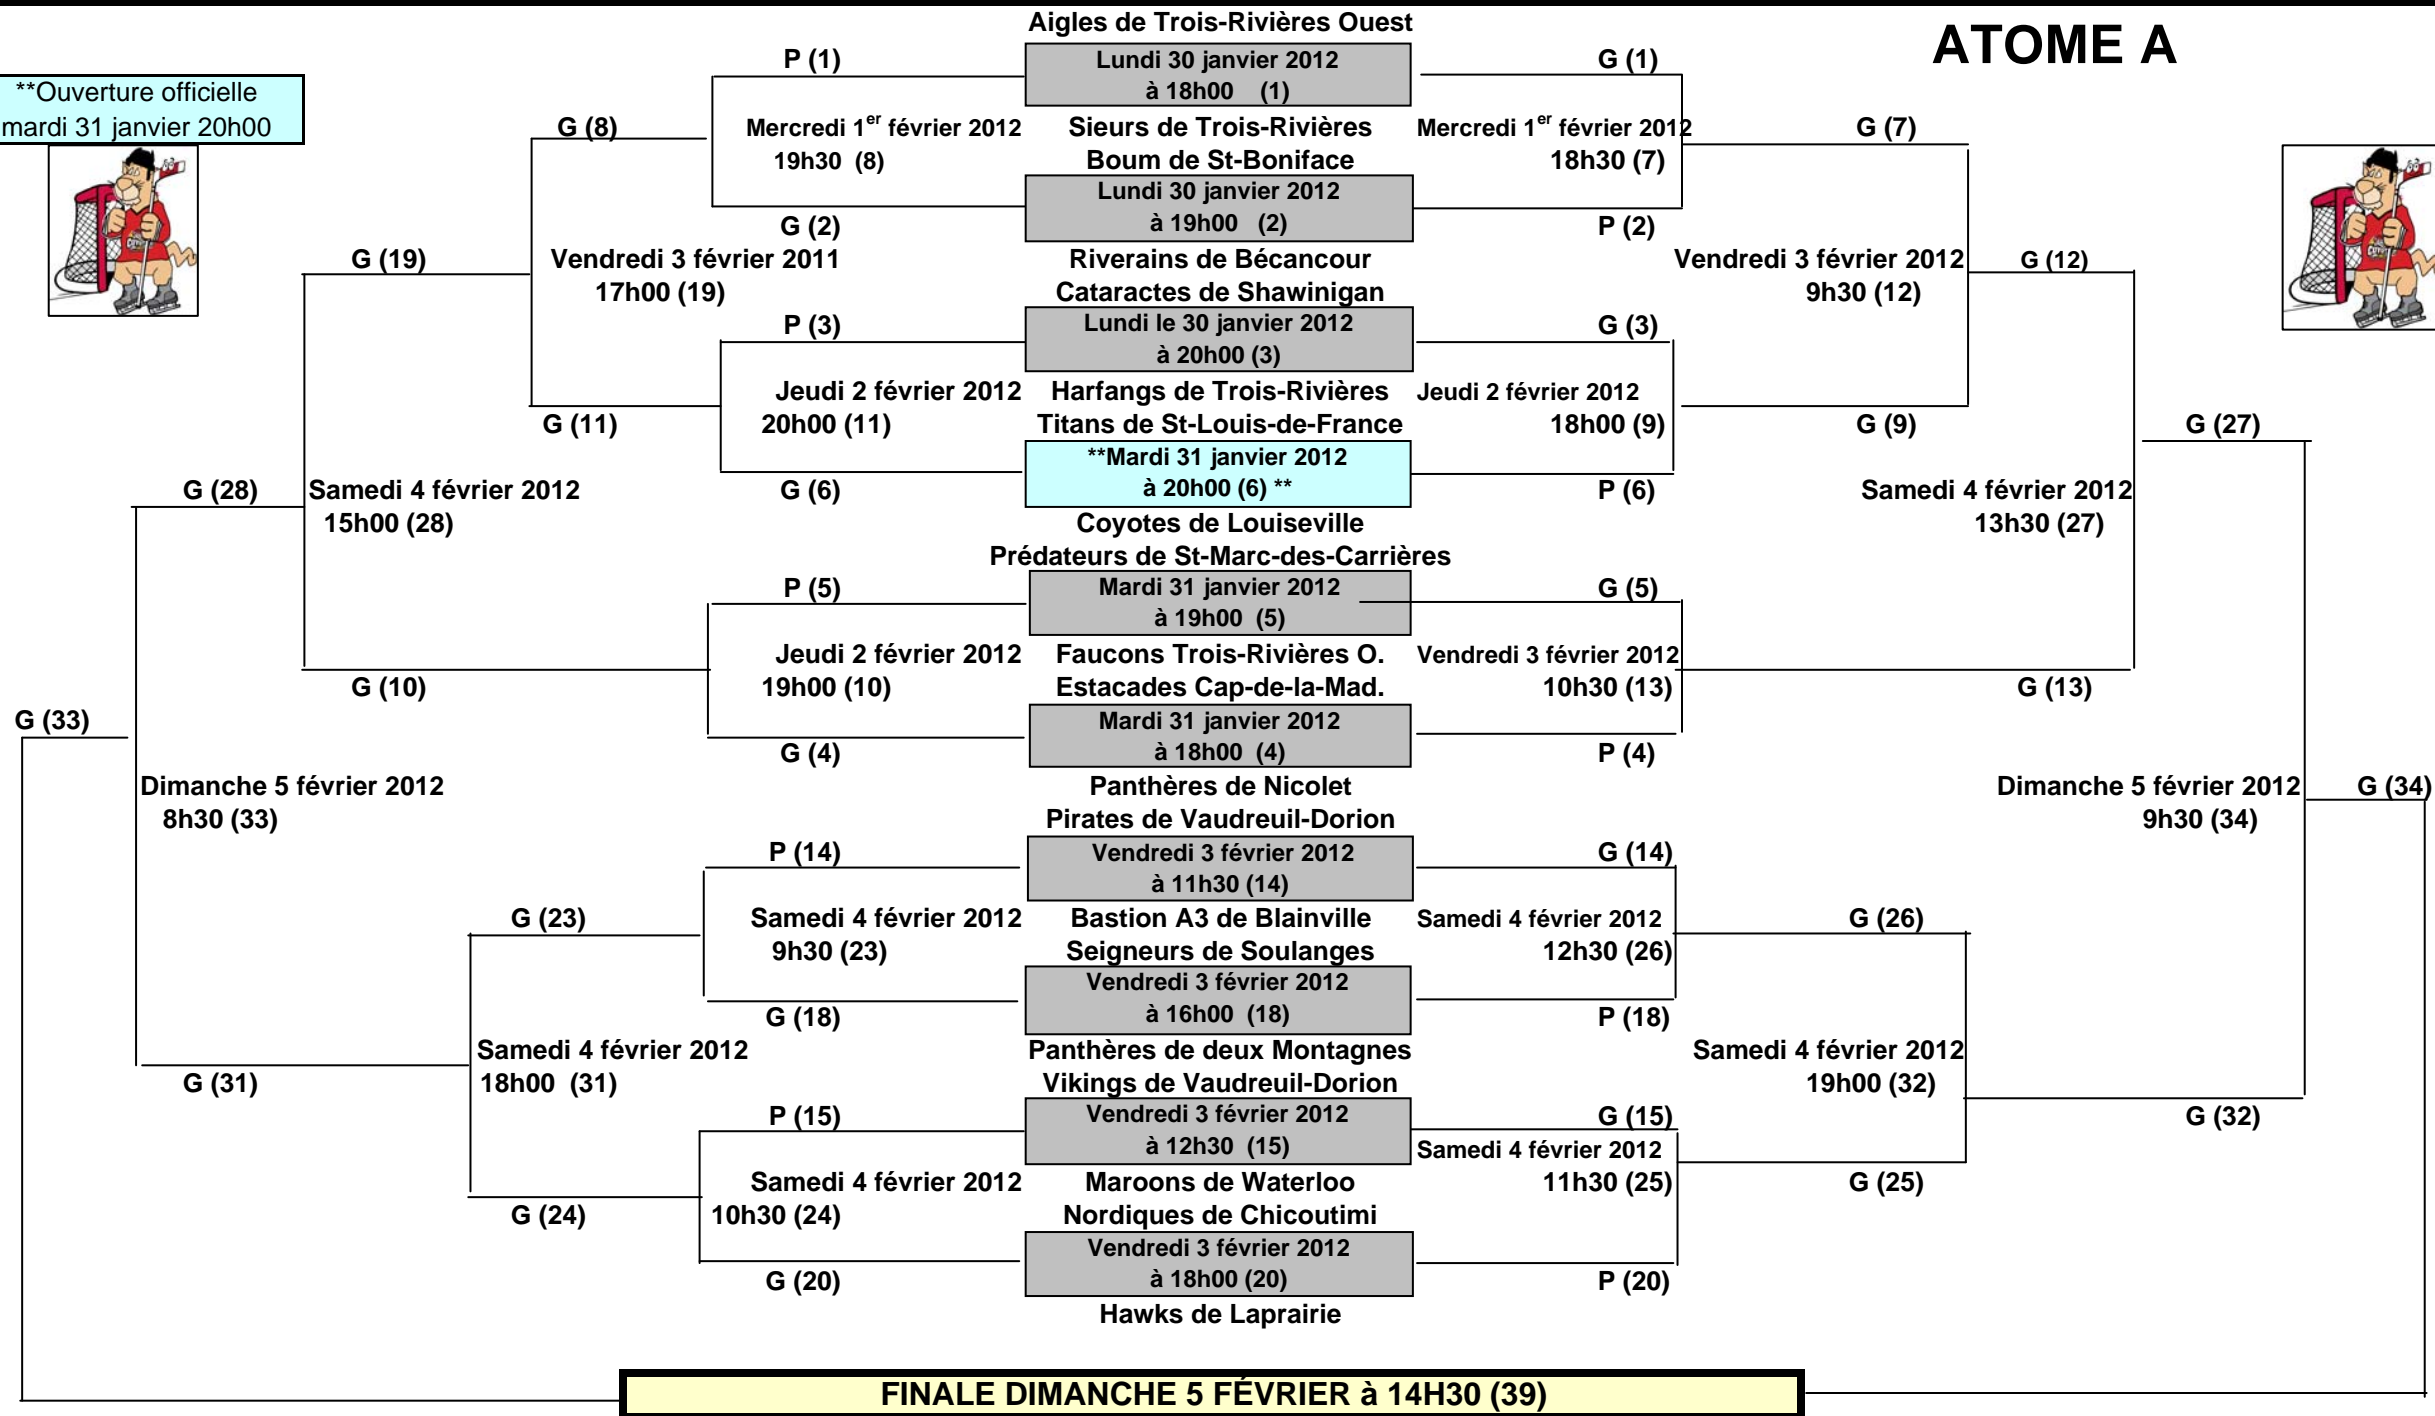 Aigles de Trois-Rivières Ouest
ATOME A
P (1)
Lundi 30 janvier 2012
G (1)
à 18h00 (1)
**Ouverture officielle
mardi 31 janvier 20h00
G (8)
Mercredi 1er février 2012
Sieurs de Trois-Rivières
Mercredi 1er février 2012
G (7)
19h30 (8)
Boum de St-Boniface
18h30 (7)
Lundi 30 janvier 2012
à 19h00 (2)
G (2)
P (2)
G (19)
Vendredi 3 février 2011
Riverains de Bécancour
Vendredi 3 février 2012
G (12)
17h00 (19)
Cataractes de Shawinigan
9h30 (12)
P (3)
Lundi le 30 janvier 2012
G (3)
à 20h00 (3)
Jeudi 2 février 2012
Harfangs de Trois-Rivières
Jeudi 2 février 2012
G (11)
20h00 (11)
Titans de St-Louis-de-France
18h00 (9)
G (9)
G (27)
**Mardi 31 janvier 2012
G (28)
Samedi 4 février 2012
G (6)
à 20h00 (6) **
P (6)
Samedi 4 février 2012
15h00 (28)
Coyotes de Louiseville
13h30 (27)
Prédateurs de St-Marc-des-Carrières
P (5)
Mardi 31 janvier 2012
G (5)
à 19h00 (5)
Jeudi 2 février 2012
Faucons Trois-Rivières O.
Vendredi 3 février 2012
G (10)
19h00 (10)
Estacades Cap-de-la-Mad.
10h30 (13)
G (13)
G (33)
Mardi 31 janvier 2012
G (4)
à 18h00 (4)
P (4)
Dimanche 5 février 2012
Panthères de Nicolet
Dimanche 5 février 2012
G (34)
8h30 (33)
Pirates de Vaudreuil-Dorion
9h30 (34)
P (14)
Vendredi 3 février 2012
G (14)
à 11h30 (14)
G (23)
Samedi 4 février 2012
Bastion A3 de Blainville
Samedi 4 février 2012
G (26)
9h30 (23)
Seigneurs de Soulanges
12h30 (26)
Vendredi 3 février 2012
G (18)
à 16h00 (18)
P (18)
Samedi 4 février 2012
Panthères de deux Montagnes
Samedi 4 février 2012
G (31)
18h00 (31)
Vikings de Vaudreuil-Dorion
19h00 (32)
P (15)
Vendredi 3 février 2012
G (15)
G (32)
à 12h30 (15)
Samedi 4 février 2012
Samedi 4 février 2012
Maroons de Waterloo
11h30 (25)
G (25)
G (24)
10h30 (24)
Nordiques de Chicoutimi
Vendredi 3 février 2012
G (20)
à 18h00 (20)
P (20)
Hawks de Laprairie
FINALE DIMANCHE 5 FÉVRIER à 14H30 (39)